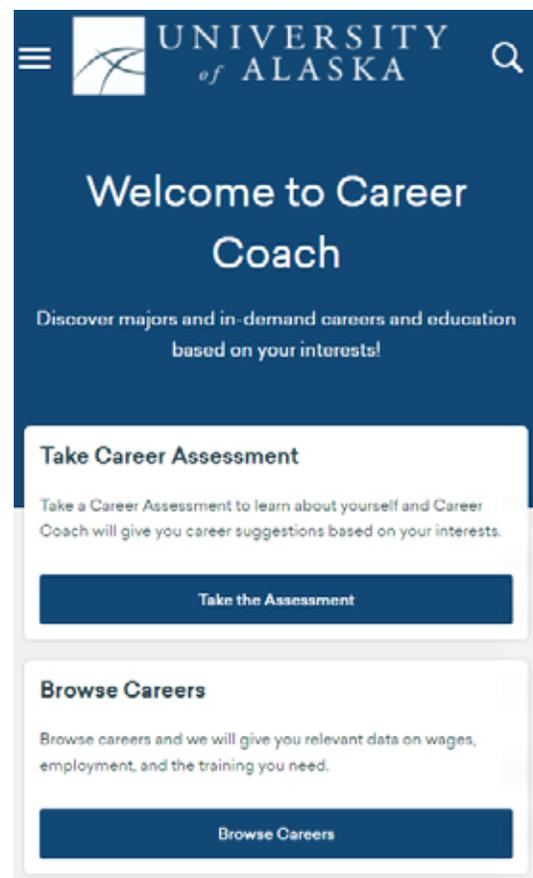 UNIVERSITY
of ALASKA
Welcome to Career
Coach
Discover majors and in-demand careers and education
based on your interests!
Take Career Assessment
Take a Career Assessment to learn about yourself and Career
Coach will give you career suggestions based on your interests.
Take the Assessment
Browse Careers
Browse careers and we will give you relevant data on wages,
employment, and the training you need.
Browse Careers